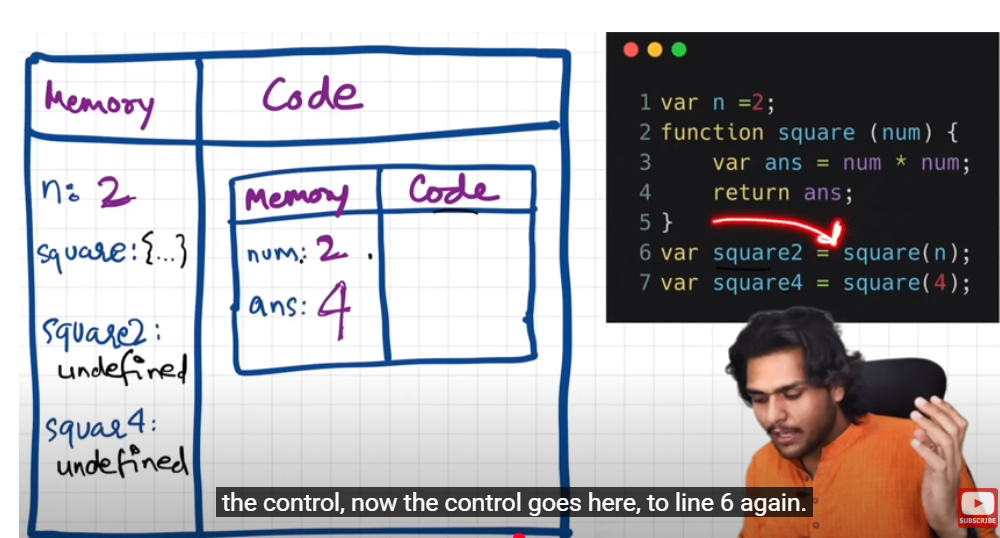 Memory
Code
n: 2
square: {...}
square2:
undefined
squar4:
undefined
Memory
Code
num: 2
ans: 4
1 var n =2;
2 function square (num) {
3 var ans = num * num;
4 return ans;
5 }
6 var square2 = square(n);
7 var square4 = square(4);
the control, now the control goes here, to line 6 again.
SUBSCRIBE